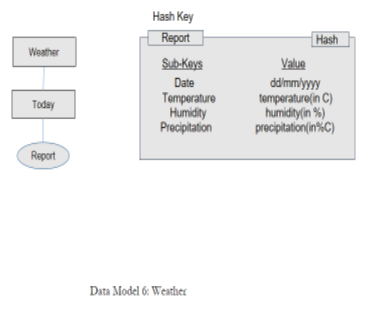 Hash Key
Report Hash
Weather
Sub-Keys Value
Date dd/mm/yyyy
Today Temperature temperature(in C)
Humidity humidity(in %)
Precipitation precipitation(in%C)
Report
Data Model 6: Weather